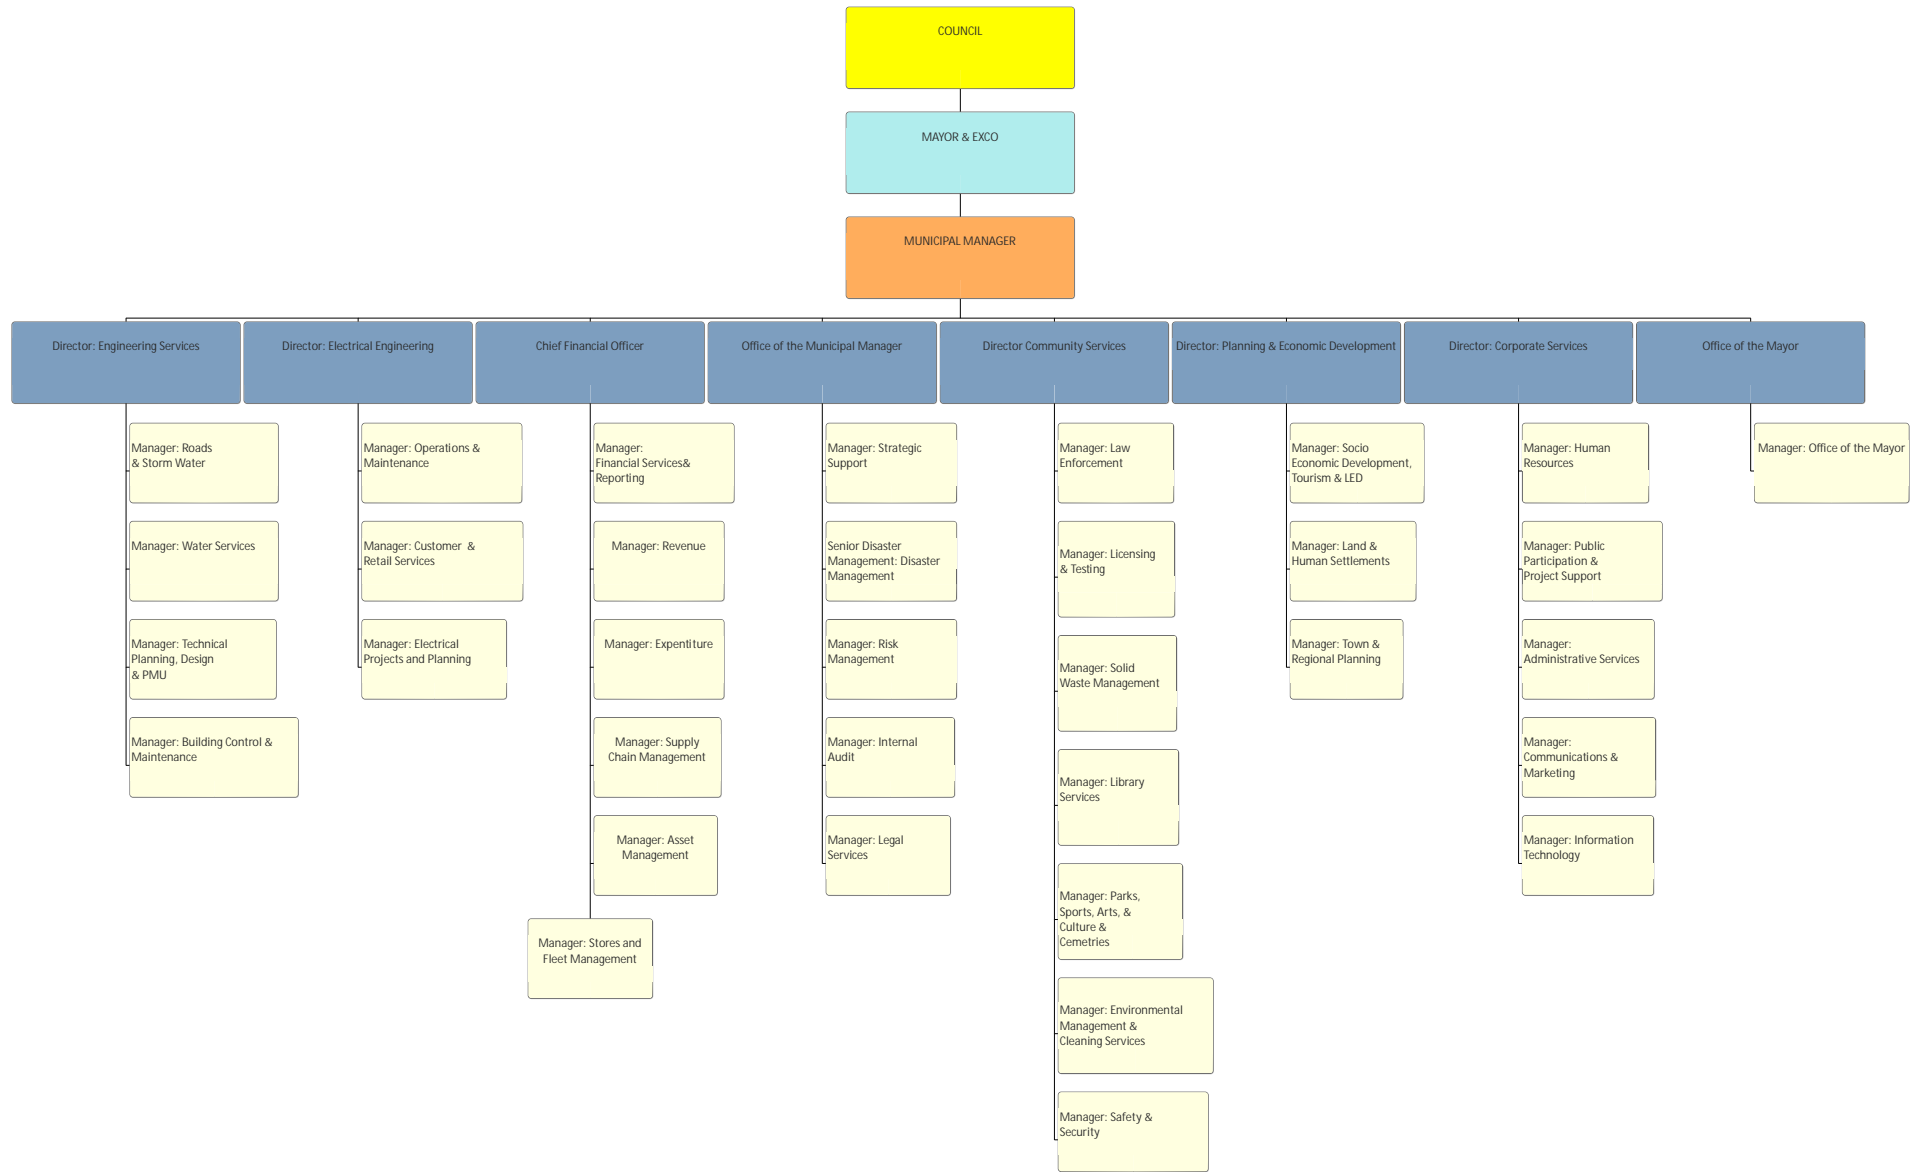 COUNCIL
MAYOR & EXCO
MUNICIPAL MANAGER
Director: Engineering Services
Director: Electrical Engineering
Chief Financial Officer
Office of the Municipal Manager
Director Community Services
Director: Planning & Economic Development
Director: Corporate Services
Office of the Mayor
Manager: Roads
& Storm Water
Manager: Water Services
Manager: Technical
Planning, Design
& PMU
Manager: Building Control &
Maintenance
Manager: Operations &
Maintenance
Manager: Customer &
Retail Services
Manager: Electrical
Projects and Planning
Manager:
Financial Services&
Reporting
Manager: Revenue
Manager: Expentiture
Manager: Supply
Chain Management
Manager: Asset
Management
Manager: Stores and
Fleet Management
Manager: Strategic
Support
Senior Disaster
Management: Disaster
Management
Manager: Risk
Management
Manager: Internal
Audit
Manager: Legal
Services
Manager: Law
Enforcement
Manager: Licensing
& Testing
Manager: Solid
Waste Management
Manager: Library
Services
Manager: Parks,
Sports, Arts, &
Culture &
Cemetries
Manager: Environmental
Management &
Cleaning Services
Manager: Safety &
Security
Manager: Socio
Economic Development,
Tourism & LED
Manager: Land &
Human Settlements
Manager: Town &
Regional Planning
Manager: Human
Resources
Manager: Public
Participation &
Project Support
Manager:
Administrative Services
Manager:
Communications &
Marketing
Manager: Information
Technology
Manager: Office of the Mayor